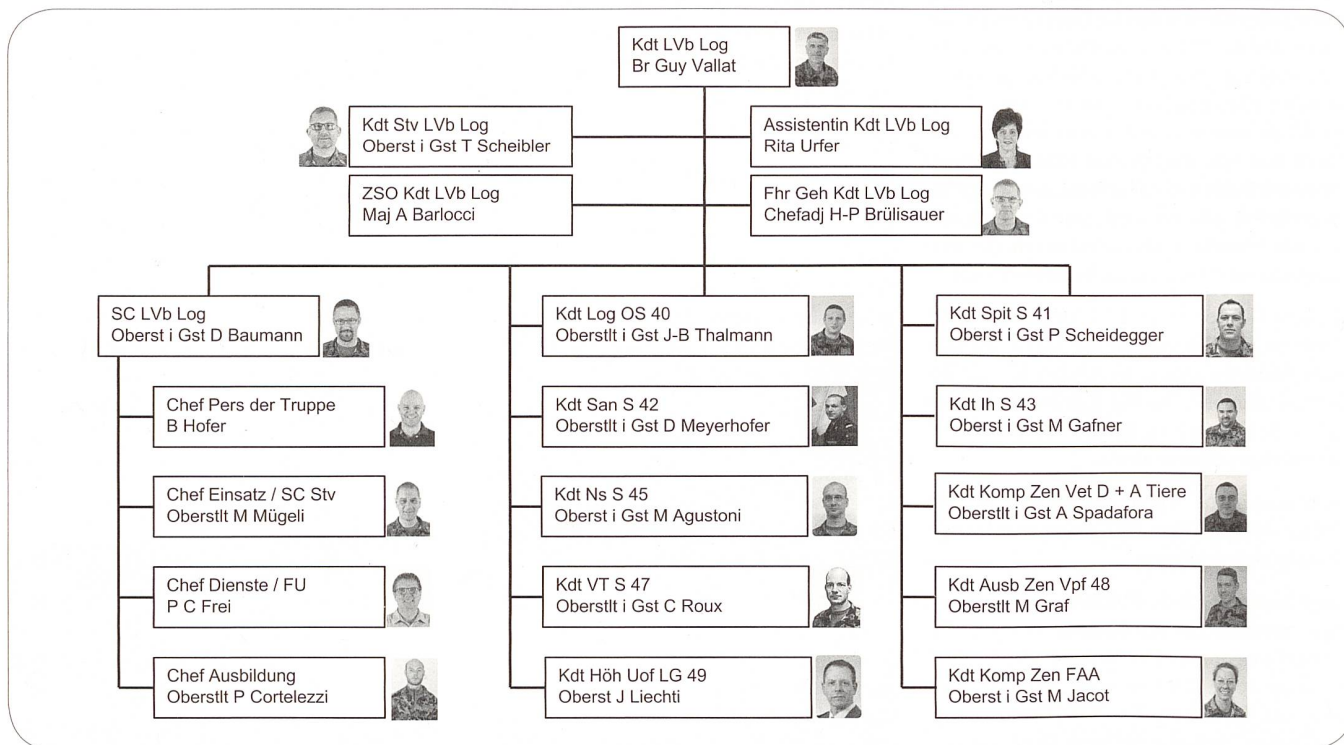 Kdt LVb Log
Br Guy Vallat
Kdt Stv LVb Log
Oberst i Gst T Scheibler
Assistentin Kdt LVb Log
Rita Urfer
ZSO Kdt LVb Log
Maj A Barlocci
Fhr Geh Kdt LVb Log
Chefadj H-P Brülisauer
SC LVb Log
Oberst i Gst D Baumann
Chef Pers der Truppe
B Hofer
Chef Einsatz / SC Stv
Oberstlt M Mügeli
Chef Dienste / FU
P C Frei
Chef Ausbildung
Oberstlt P Cortelezzi
Kdt Log OS 40
Oberstlt i Gst J-B Thalmann
Kdt San S 42
Oberstlt i Gst D Meyerhofer
Kdt Ns S 45
Oberst i Gst M Agustoni
Kdt VT S 47
Oberstlt i Gst C Roux
Kdt Höh Uof LG 49
Oberst J Liechti
Kdt Spit S 41
Oberst i Gst P Scheidegger
Kdt Ih S 43
Oberst i Gst M Gafner
Kdt Komp Zen Vet D + A Tiere
Oberstlt i Gst A Spadafora
Kdt Ausb Zen Vpf 48
Oberstlt M Graf
Kdt Komp Zen FAA
Oberst i Gst M Jacot